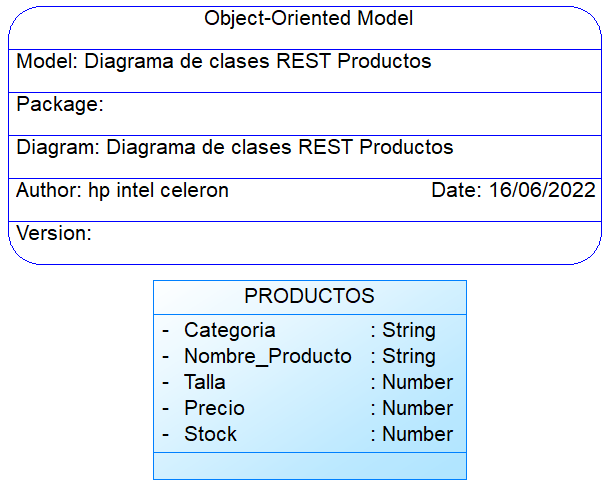 Object-Oriented Model
Model: Diagrama de clases REST Productos
Package:
Diagram: Diagrama de clases REST Productos
Author: hp intel celeron Date: 16/06/2022
Version:
PRODUCTOS
- Categoria : String
- Nombre_Producto : String
- Talla : Number
- Precio : Number
- Stock : Number